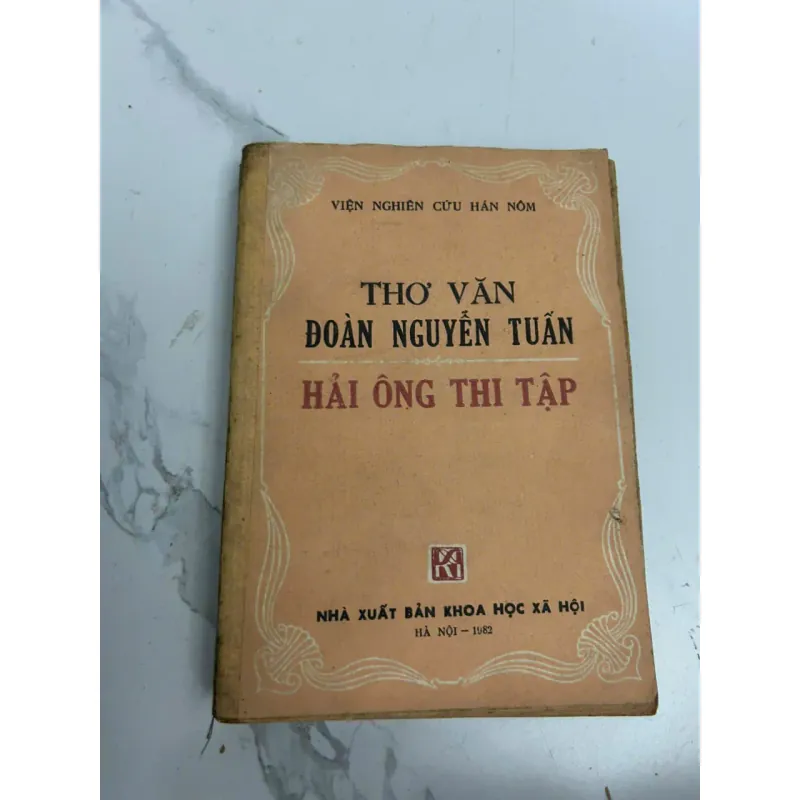 VIỆN NGHIÊN CỨU HÁN NÔM
THƠ VĂN
ĐOÀN NGUYỄN TUẤN
HẢI ÔNG THI TẬP
NHÀ XUẤT BẢN KHOA HỌC XÃ HỘI
HÀ NỘI – 1982